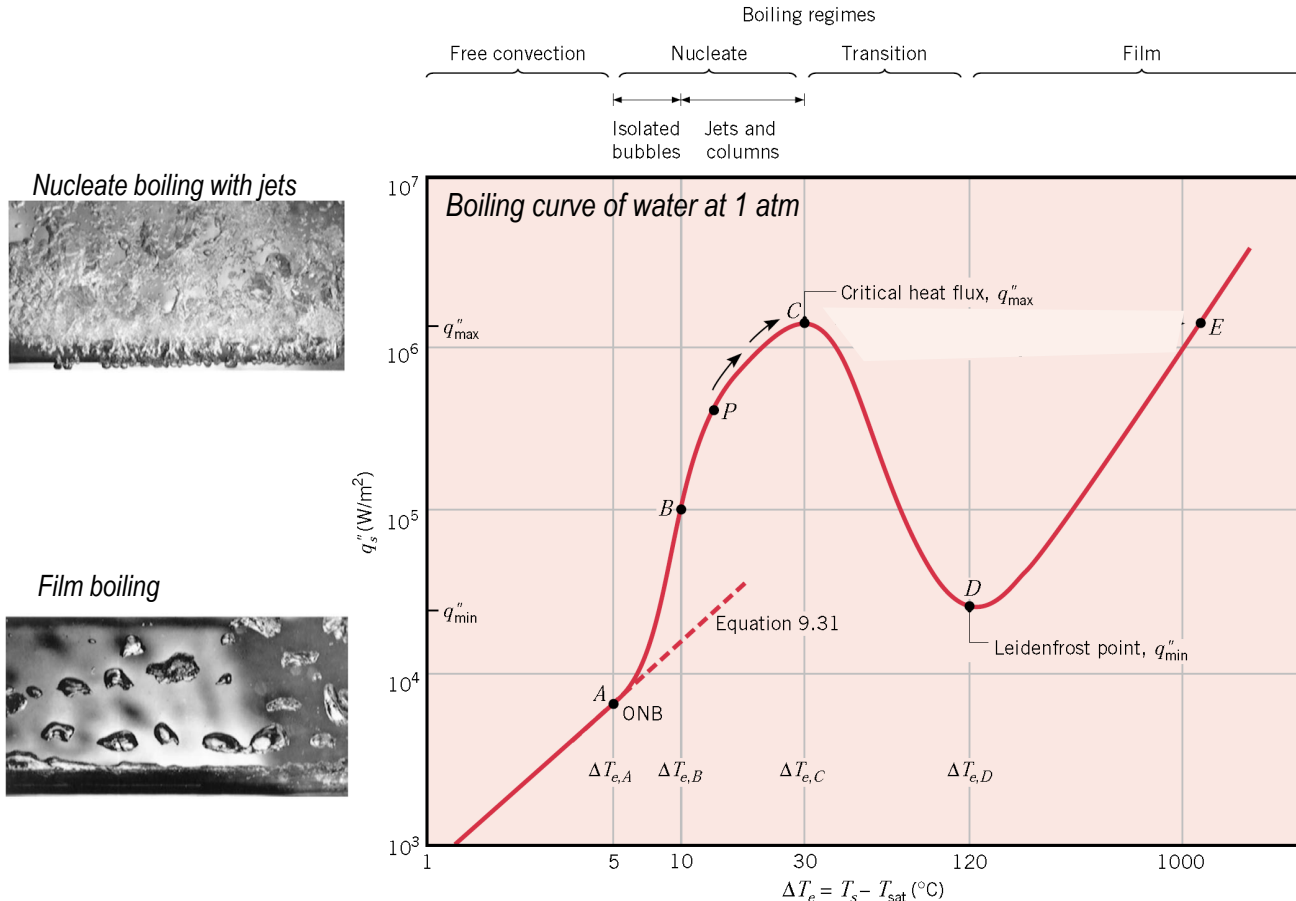 Boiling regimes
Free convection
Nucleate
Transition
Film
Isolated
bubbles
Jets and
columns
Nucleate boiling with jets
Film boiling
Boiling curve of water at 1 atm
10⁷
q″max
10⁶
10⁵
q″min
10⁴
10³
q″s (W/m²)
Critical heat flux, q″max
C
E
P
B
D
Equation 9.31
Leidenfrost point, q″min
A
ONB
ΔTe,A
ΔTe,B
ΔTe,C
ΔTe,D
1
5
10
30
120
1000
ΔTe = Ts – Tsat (°C)